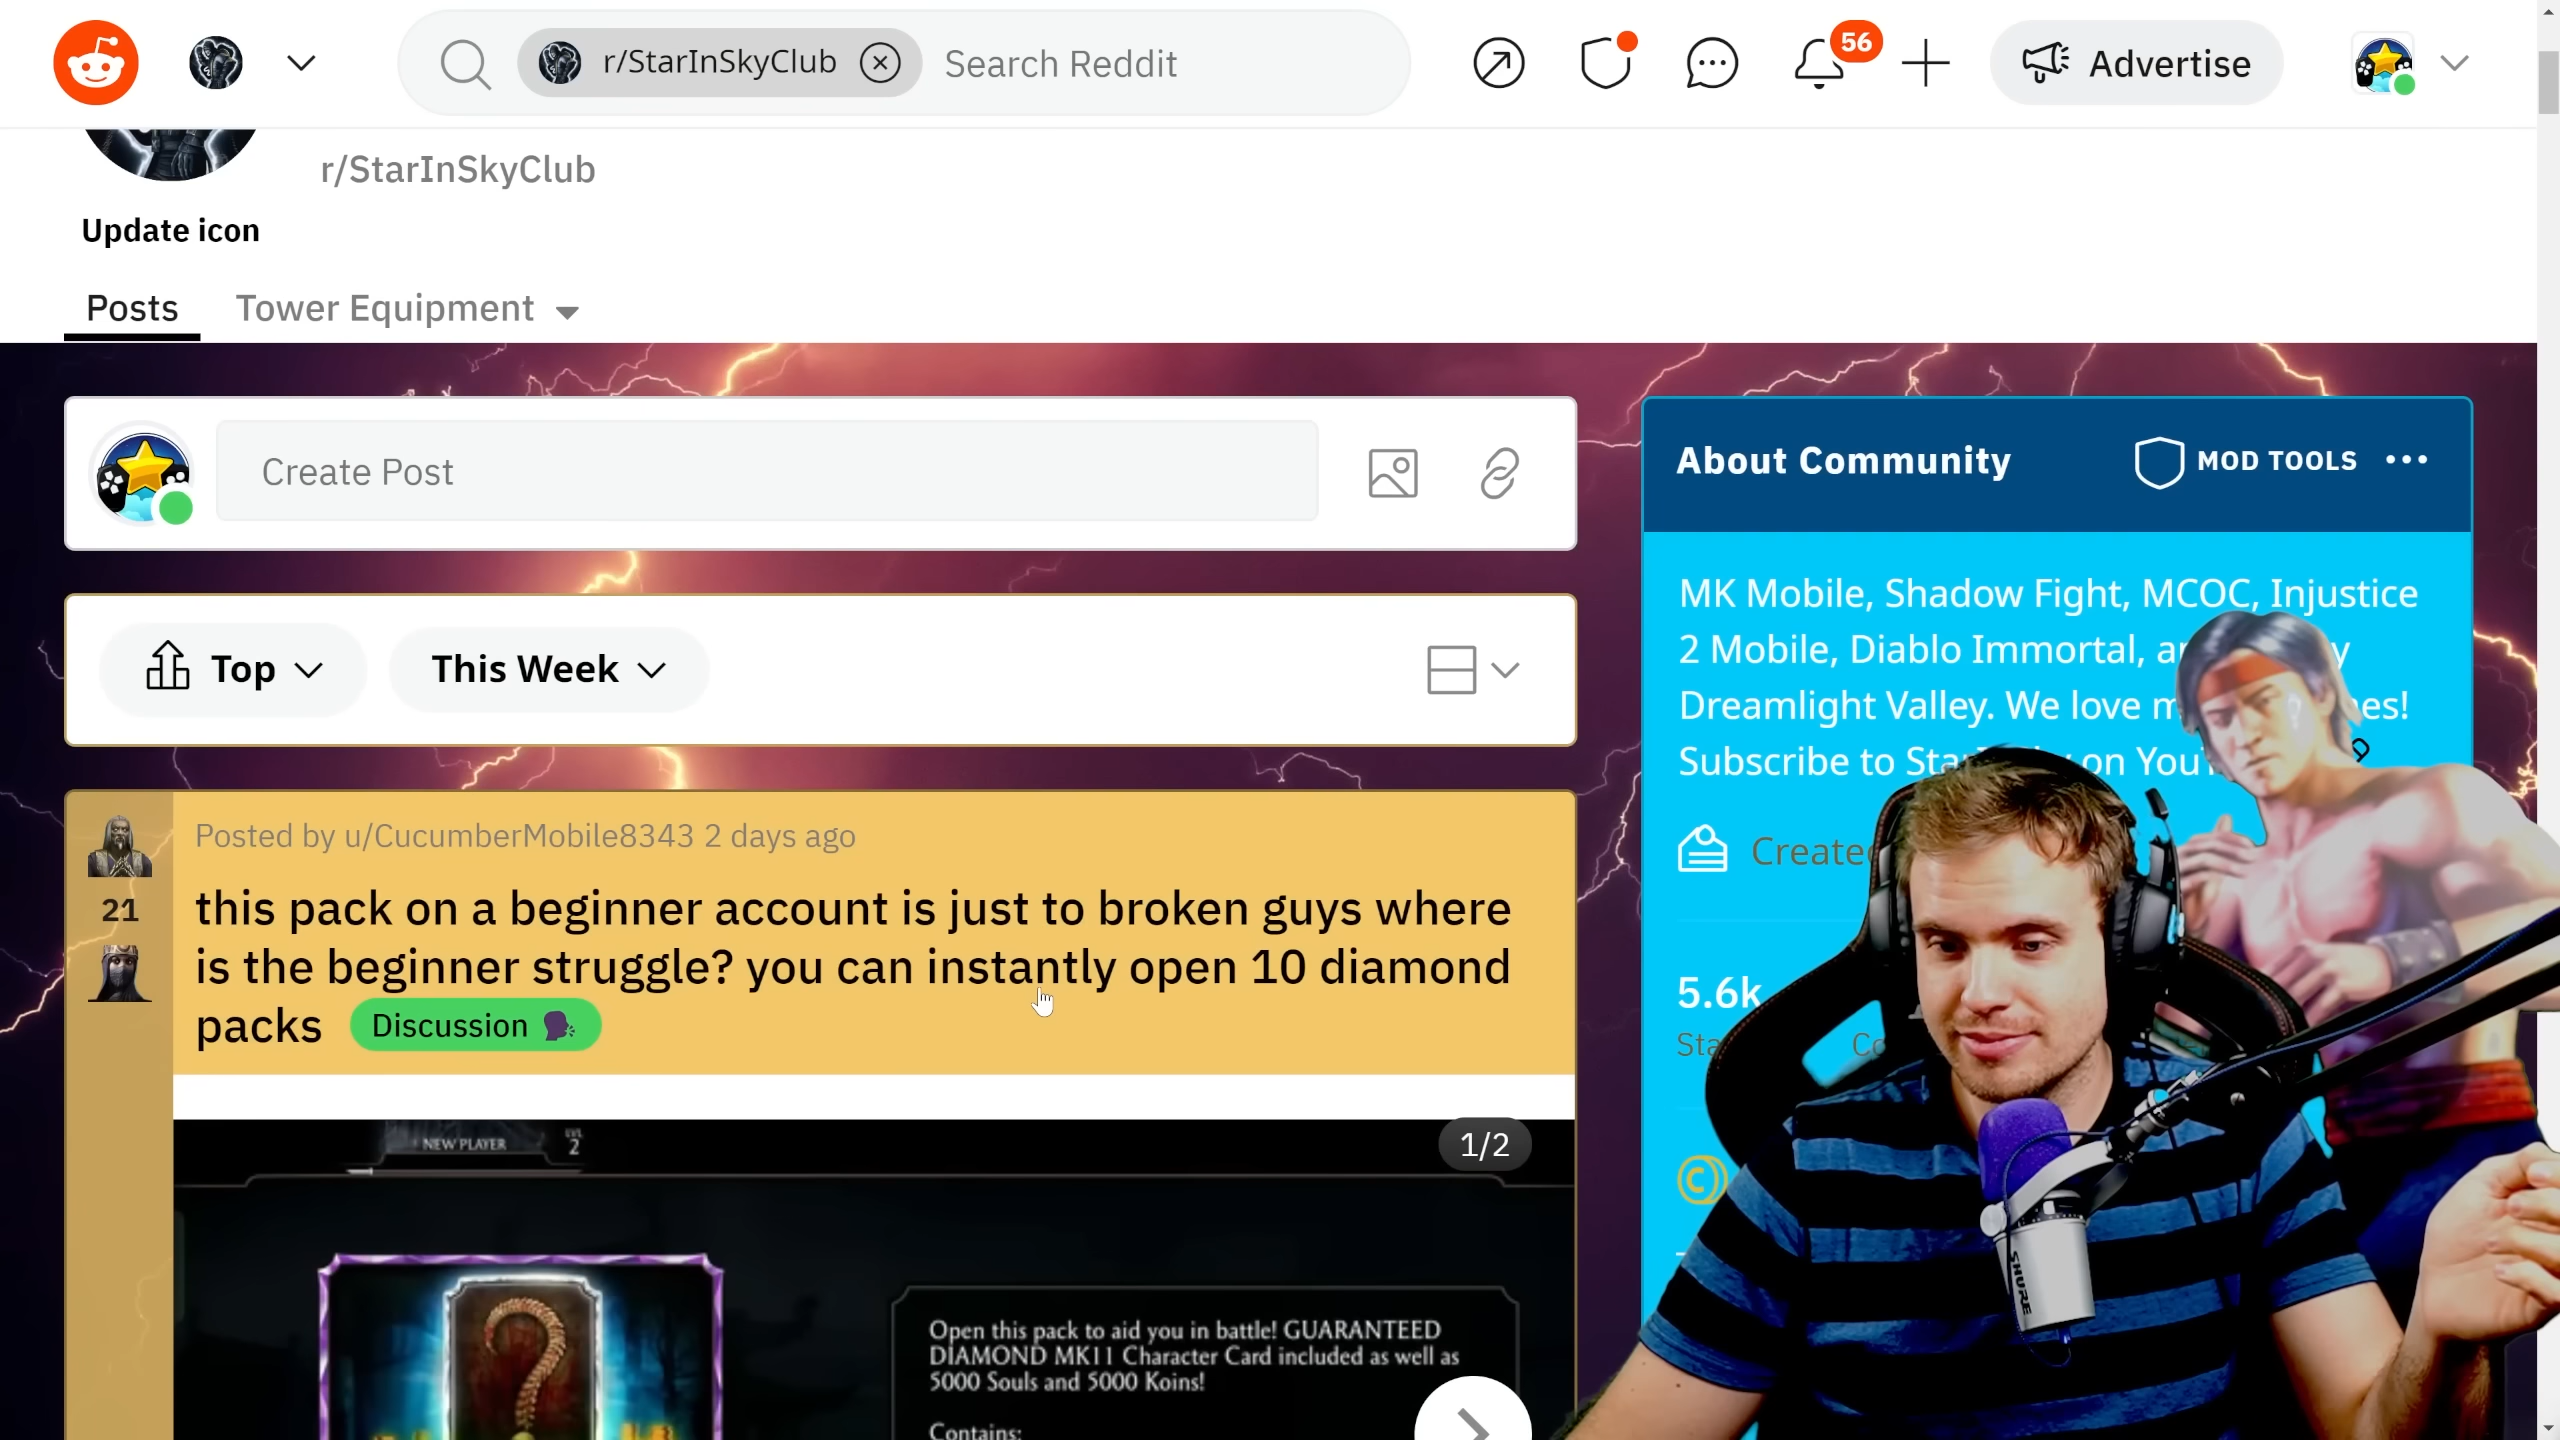 r/StarInSkyClub
Search Reddit
56
Advertise
r/StarInSkyClub
Update icon
Posts
Tower Equipment
Create Post
Top
This Week
Posted by u/CucumberMobile8343 2 days ago
21
this pack on a beginner account is just to broken guys where
is the beginner struggle? you can instantly open 10 diamond
packs
Discussion
NEW PLAYER
LVL
2
1/2
Open this pack to aid you in battle! GUARANTEED
DIAMOND MK11 Character Card included as well as
5000 Souls and 5000 Koins!
Contains:
About Community
MOD TOOLS
MK Mobile, Shadow Fight, MCOC, Injustice
2 Mobile, Diablo Immortal,
Dreamlight Valley. We love
Subscribe to on
Created
5.6k
SHURE